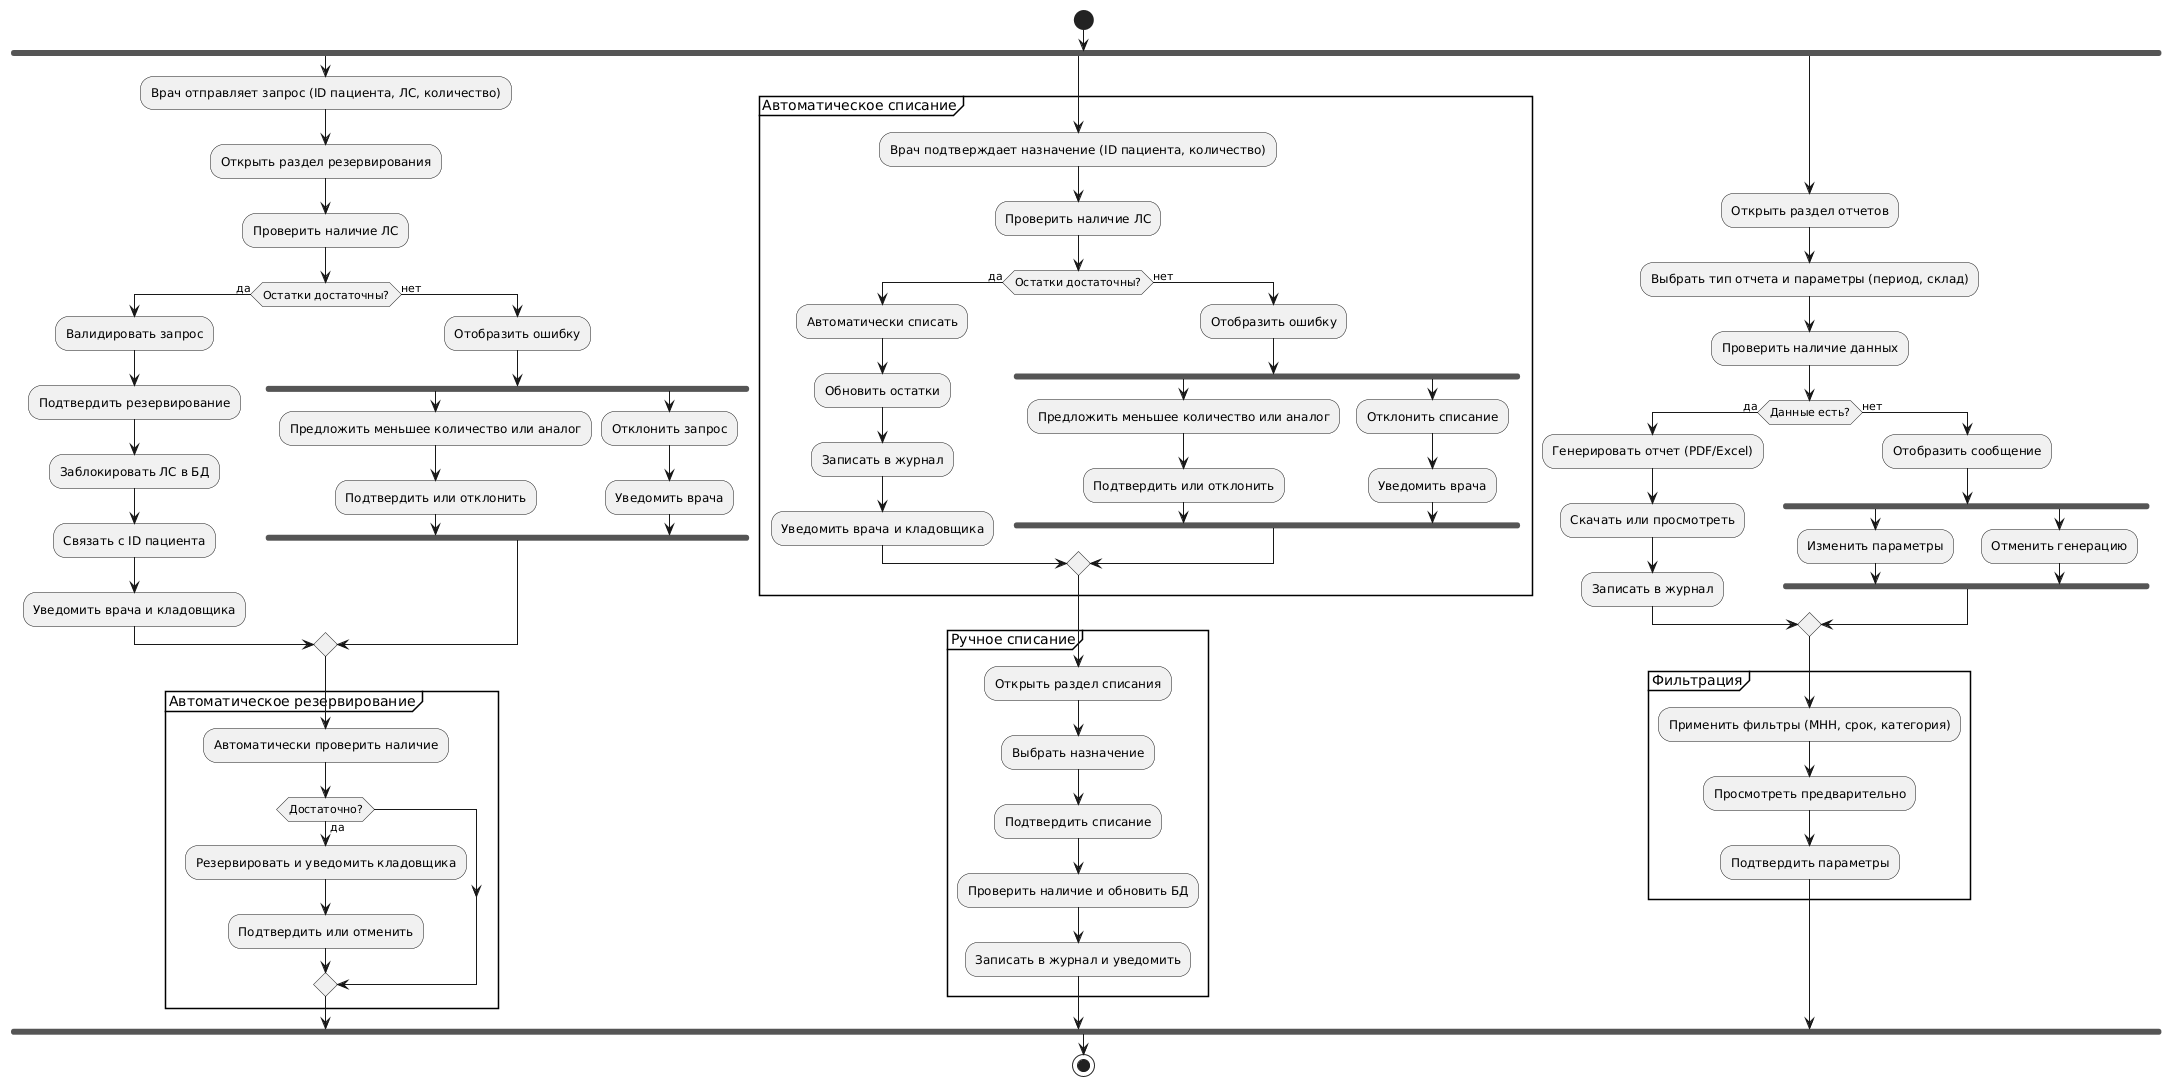 Врач отправляет запрос (ID пациента, ЛС, количество)
Открыть раздел резервирования
Проверить наличие ЛС
Остатки достаточны?
да
нет
Валидировать запрос
Подтвердить резервирование
Заблокировать ЛС в БД
Связать с ID пациента
Уведомить врача и кладовщика
Отобразить ошибку
Предложить меньшее количество или аналог
Подтвердить или отклонить
Отклонить запрос
Уведомить врача
Автоматическое резервирование
Автоматически проверить наличие
Достаточно?
да
Резервировать и уведомить кладовщика
Подтвердить или отменить
Автоматическое списание
Врач подтверждает назначение (ID пациента, количество)
Проверить наличие ЛС
Остатки достаточны?
да
нет
Автоматически списать
Обновить остатки
Записать в журнал
Уведомить врача и кладовщика
Отобразить ошибку
Предложить меньшее количество или аналог
Подтвердить или отклонить
Отклонить списание
Уведомить врача
Ручное списание
Открыть раздел списания
Выбрать назначение
Подтвердить списание
Проверить наличие и обновить БД
Записать в журнал и уведомить
Открыть раздел отчетов
Выбрать тип отчета и параметры (период, склад)
Проверить наличие данных
Данные есть?
да
нет
Генерировать отчет (PDF/Excel)
Скачать или просмотреть
Записать в журнал
Отобразить сообщение
Изменить параметры
Отменить генерацию
Фильтрация
Применить фильтры (МНН, срок, категория)
Просмотреть предварительно
Подтвердить параметры